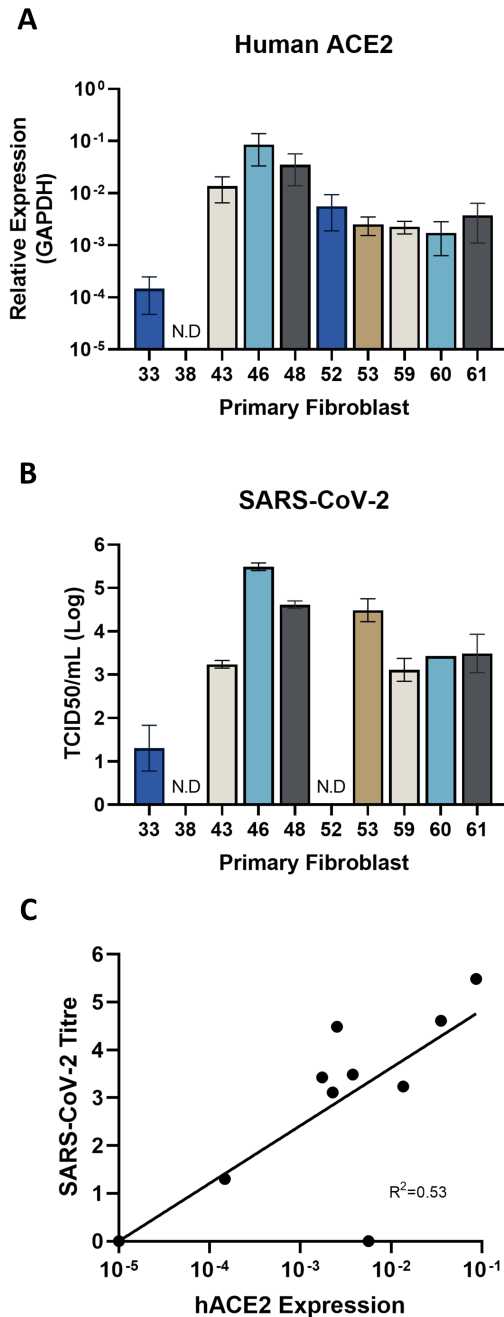 A
Human ACE2
Relative Expression
(GAPDH)
10⁰
10⁻¹
10⁻²
10⁻³
10⁻⁴
10⁻⁵
N.D
33 38 43 46 48 52 53 59 60 61
Primary Fibroblast
B
SARS-CoV-2
TCID50/mL (Log)
6
5
4
3
2
1
0
N.D N.D
33 38 43 46 48 52 53 59 60 61
Primary Fibroblast
C
SARS-CoV-2 Titre
6
5
4
3
2
1
0
R²=0.53
10⁻⁵ 10⁻⁴ 10⁻³ 10⁻² 10⁻¹
hACE2 Expression